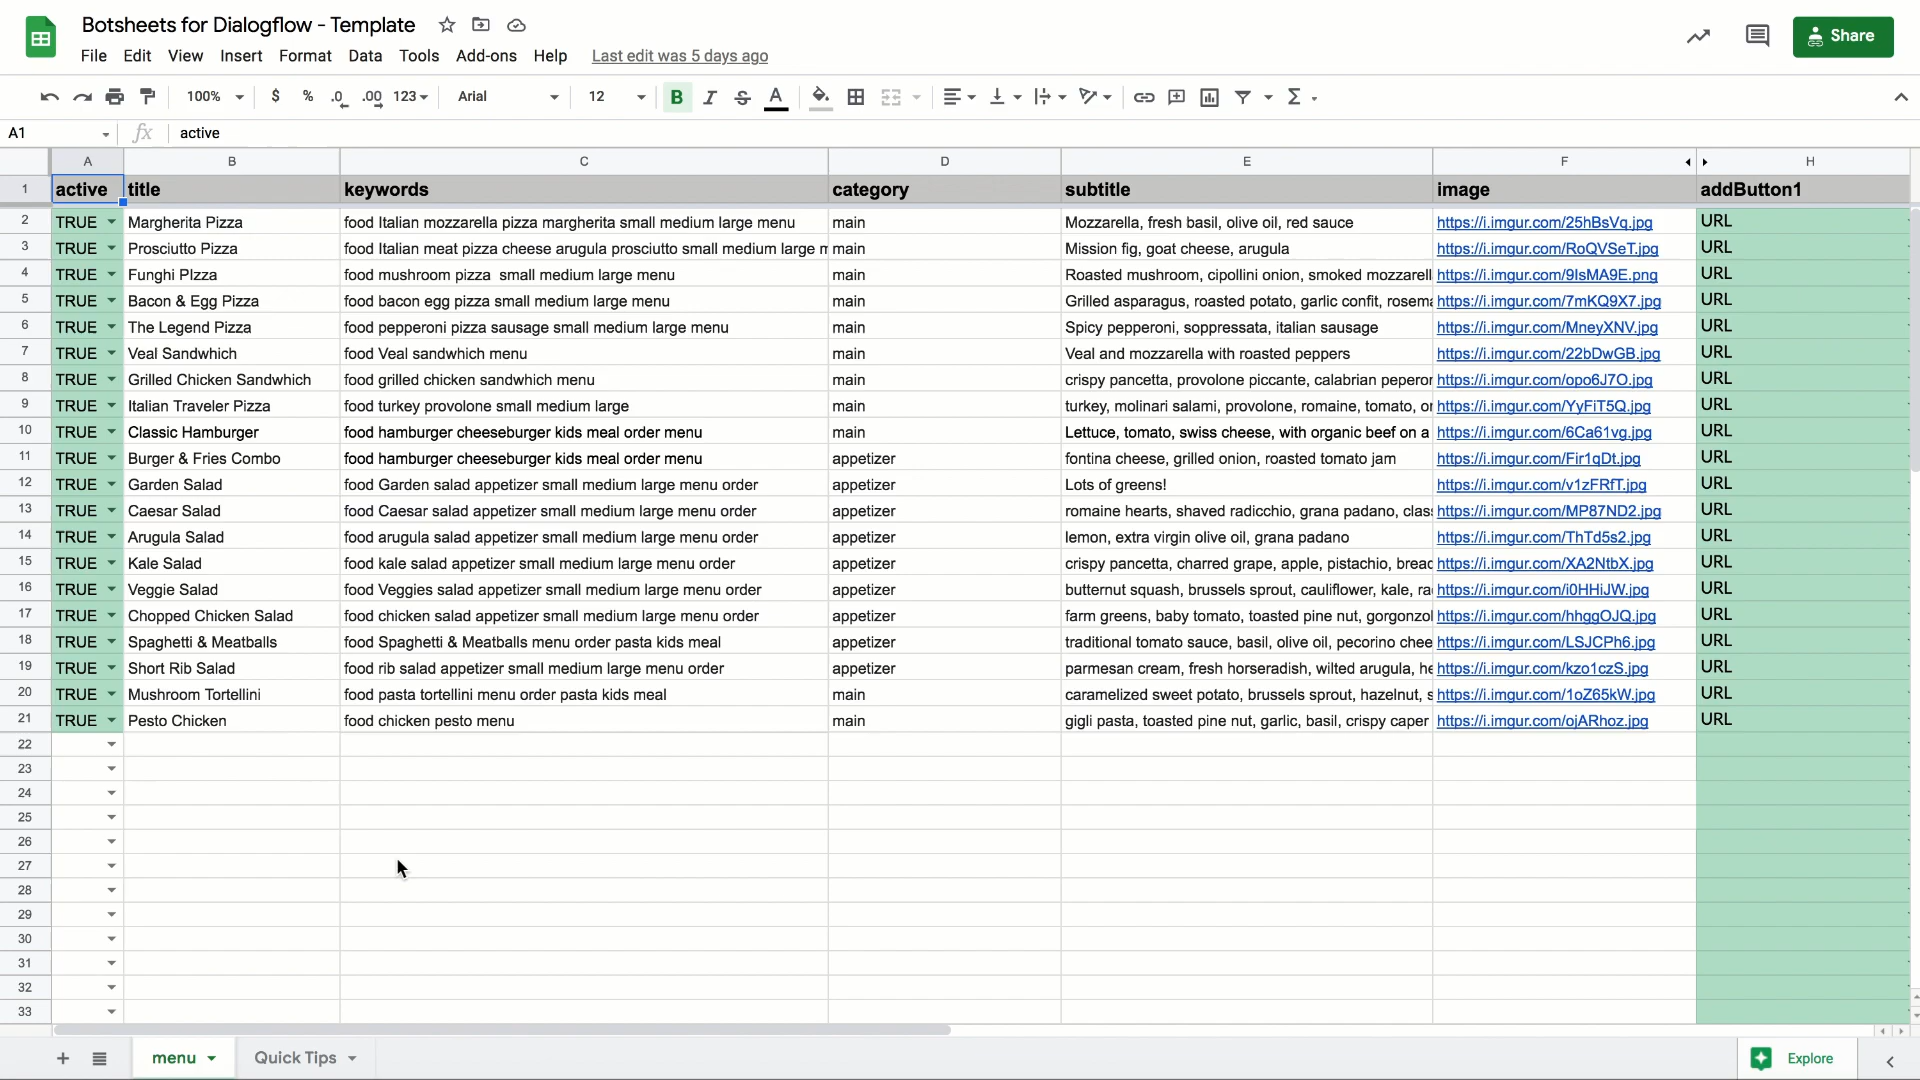 Botsheets for Dialogflow - Template
File Edit View Insert Format Data Tools Add-ons Help Last edit was 5 days ago
Share
100% $ % .0 .00 123 Arial 12 B I S A
A1 fx active
A B C D E F H
1 active title keywords category subtitle image addButton1
2 TRUE Margherita Pizza food Italian mozzarella pizza margherita small medium large menu main Mozzarella, fresh basil, olive oil, red sauce https://i.imgur.com/25hBsVq.jpg URL
3 TRUE Prosciutto Pizza food Italian meat pizza cheese arugula prosciutto small medium large m main Mission fig, goat cheese, arugula https://i.imgur.com/RoQVSeT.jpg URL
4 TRUE Funghi PIzza food mushroom pizza small medium large menu main Roasted mushroom, cipollini onion, smoked mozzarell https://i.imgur.com/9IsMA9E.png URL
5 TRUE Bacon & Egg Pizza food bacon egg pizza small medium large menu main Grilled asparagus, roasted potato, garlic confit, rosema https://i.imgur.com/7mKQ9X7.jpg URL
6 TRUE The Legend Pizza food pepperoni pizza sausage small medium large menu main Spicy pepperoni, soppressata, italian sausage https://i.imgur.com/MneyXNV.jpg URL
7 TRUE Veal Sandwhich food Veal sandwhich menu main Veal and mozzarella with roasted peppers https://i.imgur.com/22bDwGB.jpg URL
8 TRUE Grilled Chicken Sandwhich food grilled chicken sandwhich menu main crispy pancetta, provolone piccante, calabrian peperor https://i.imgur.com/opo6J7O.jpg URL
9 TRUE Italian Traveler Pizza food turkey provolone small medium large main turkey, molinari salami, provolone, romaine, tomato, or https://i.imgur.com/YyFiT5Q.jpg URL
10 TRUE Classic Hamburger food hamburger cheeseburger kids meal order menu main Lettuce, tomato, swiss cheese, with organic beef on a https://i.imgur.com/6Ca61vg.jpg URL
11 TRUE Burger & Fries Combo food hamburger cheeseburger kids meal order menu appetizer fontina cheese, grilled onion, roasted tomato jam https://i.imgur.com/Fir1qDt.jpg URL
12 TRUE Garden Salad food Garden salad appetizer small medium large menu order appetizer Lots of greens! https://i.imgur.com/v1zFRfT.jpg URL
13 TRUE Caesar Salad food Caesar salad appetizer small medium large menu order appetizer romaine hearts, shaved radicchio, grana padano, clas https://i.imgur.com/MP87ND2.jpg URL
14 TRUE Arugula Salad food arugula salad appetizer small medium large menu order appetizer lemon, extra virgin olive oil, grana padano https://i.imgur.com/ThTd5s2.jpg URL
15 TRUE Kale Salad food kale salad appetizer small medium large menu order appetizer crispy pancetta, charred grape, apple, pistachio, bread https://i.imgur.com/XA2NtbX.jpg URL
16 TRUE Veggie Salad food Veggies salad appetizer small medium large menu order appetizer butternut squash, brussels sprout, cauliflower, kale, ra https://i.imgur.com/i0HHiJW.jpg URL
17 TRUE Chopped Chicken Salad food chicken salad appetizer small medium large menu order appetizer farm greens, baby tomato, toasted pine nut, gorgonzol https://i.imgur.com/hhggOJQ.jpg URL
18 TRUE Spaghetti & Meatballs food Spaghetti & Meatballs menu order pasta kids meal appetizer traditional tomato sauce, basil, olive oil, pecorino chee https://i.imgur.com/LSJCPh6.jpg URL
19 TRUE Short Rib Salad food rib salad appetizer small medium large menu order appetizer parmesan cream, fresh horseradish, wilted arugula, he https://i.imgur.com/kzo1czS.jpg URL
20 TRUE Mushroom Tortellini food pasta tortellini menu order pasta kids meal main caramelized sweet potato, brussels sprout, hazelnut, s https://i.imgur.com/1oZ65kW.jpg URL
21 TRUE Pesto Chicken food chicken pesto menu main gigli pasta, toasted pine nut, garlic, basil, crispy caper https://i.imgur.com/ojARhoz.jpg URL
22
23
24
25
26
27
28
29
30
31
32
33
menu Quick Tips Explore